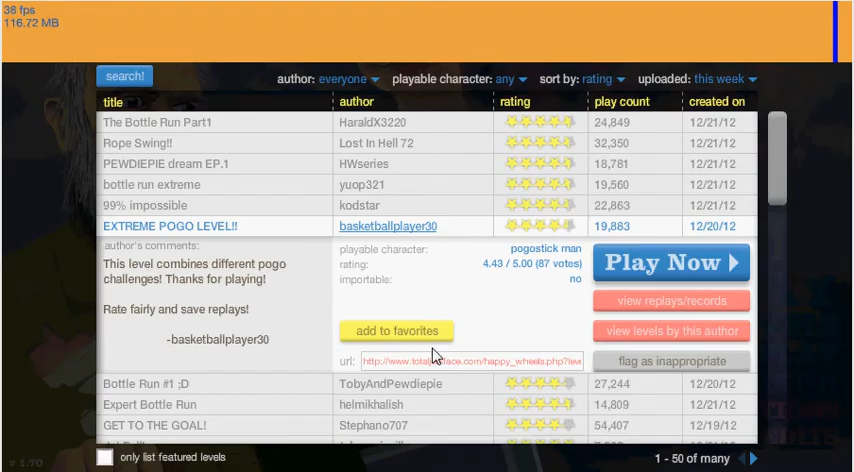 38 fps
116.72 MB
search!
author: everyone playable character: any sort by: rating uploaded: this week
title author rating play count created on
The Bottle Run Part1 HaraldX3220 24,849 12/21/12
Rope Swing!! Lost In Hell 72 32,350 12/21/12
PEWDIEPIE dream EP.1 HWseries 18,781 12/21/12
bottle run extreme yuop321 19,560 12/21/12
99% impossible kodstar 22,863 12/21/12
EXTREME POGO LEVEL!! basketballplayer30 19,883 12/20/12
author's comments:
This level combines different pogo
challenges! Thanks for playing!
Rate fairly and save replays!
-basketballplayer30
playable character: pogostick man
rating: 4.43 / 5.00 (87 votes)
importable: no
add to favorites
url:
Play Now
view replays/records
view levels by this author
flag as inappropriate
Bottle Run #1 ;D TobyAndPewdiepie 27,244 12/20/12
Expert Bottle Run helmikhalish 14,809 12/21/12
GET TO THE GOAL! Stephano707 54,407 12/19/12
only list featured levels 1 - 50 of many
v 1.70